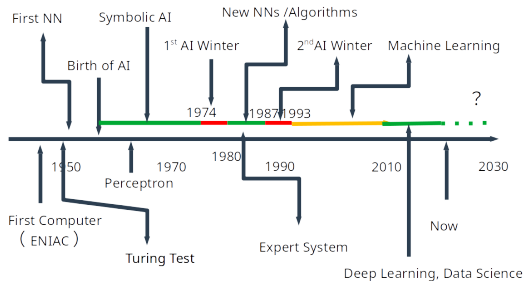 New NNs /Algorithms
First NN
Symbolic AI
1st AI Winter
2nd AI Winter
Machine Learning
Birth of AI
?
1974
1987
1993
1950
1970
1980
1990
2010
2030
Perceptron
First Computer
( ENIAC )
Turing Test
Expert System
Now
Deep Learning, Data Science